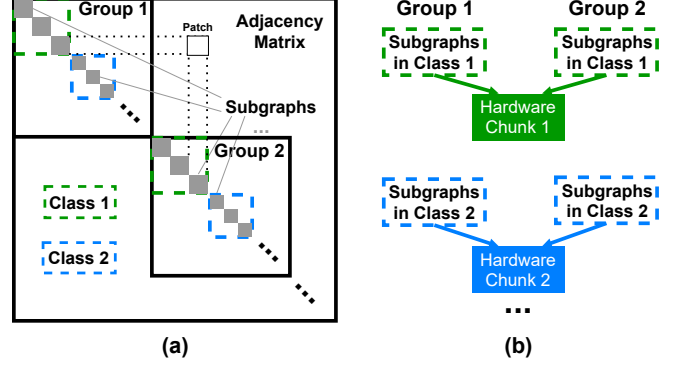 Group 1
Patch
Adjacency
Matrix
Subgraphs
...
Group 2
Class 1
Class 2
(a)
Group 1
Group 2
Subgraphs
in Class 1
Subgraphs
in Class 1
Hardware
Chunk 1
Subgraphs
in Class 2
Subgraphs
in Class 2
Hardware
Chunk 2
...
(b)